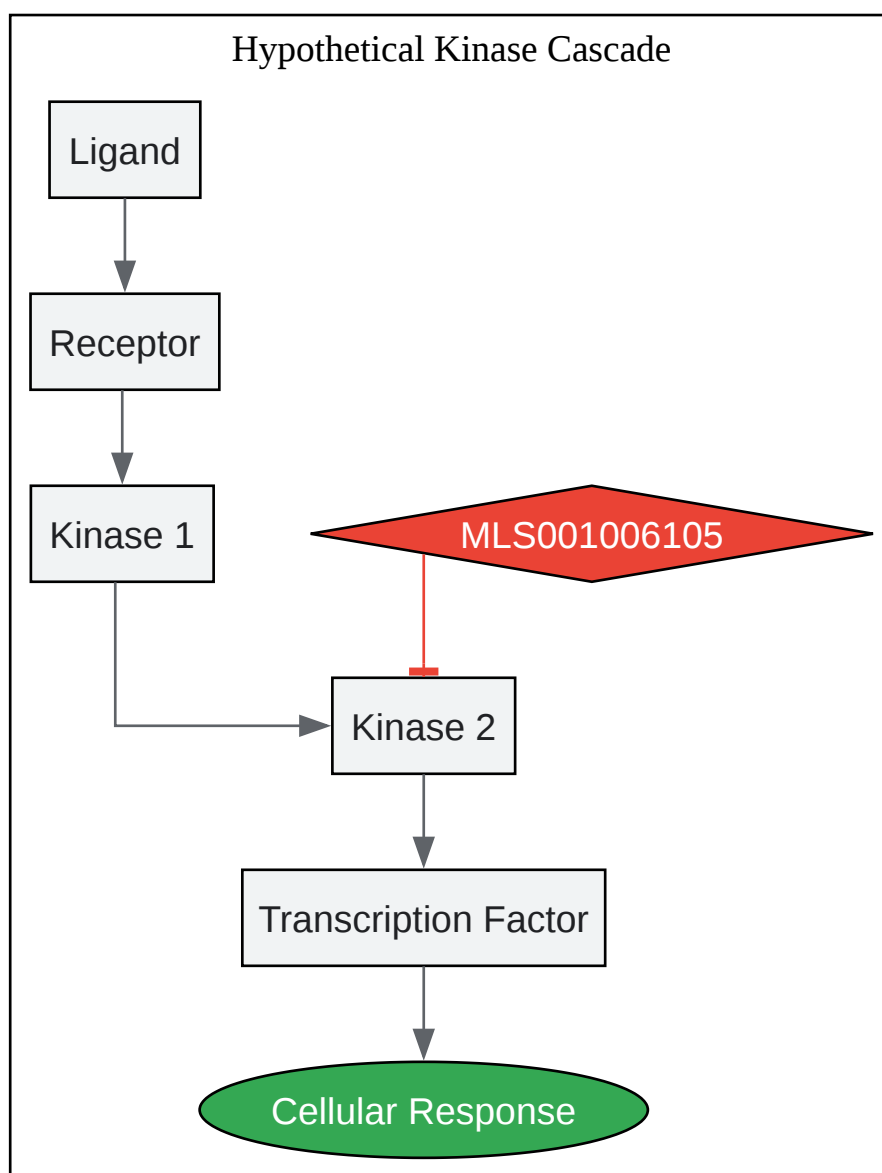 Hypothetical Kinase Cascade
Ligand
Receptor
Kinase 1
MLS001006105
Kinase 2
Transcription Factor
Cellular Response